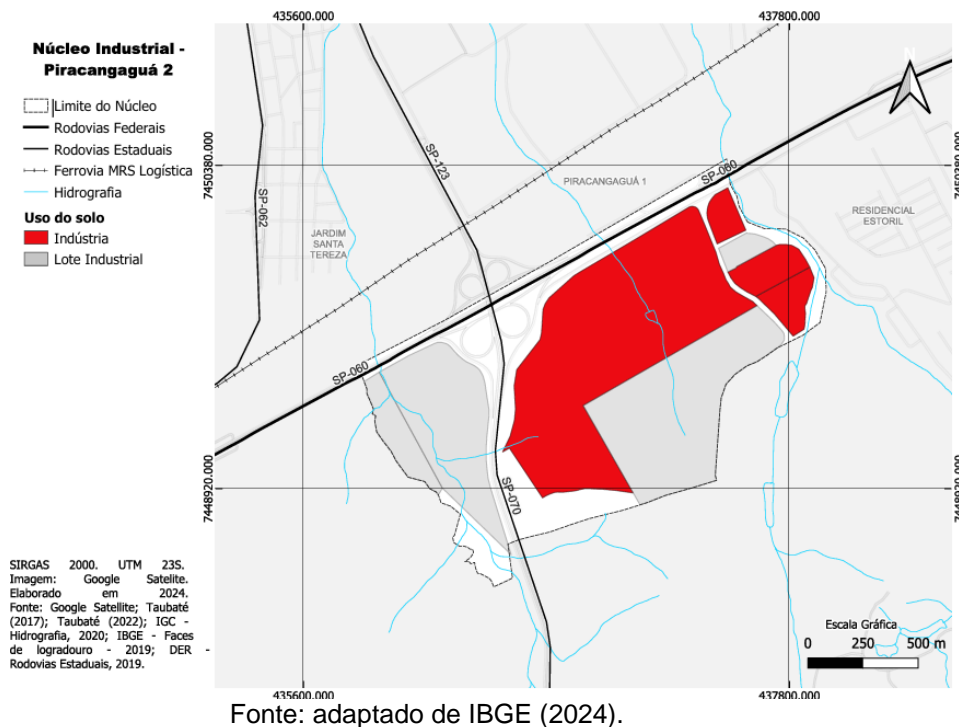 435600.000
437800.000
Núcleo Industrial -
Piracangaguá 2
Limite do Núcleo
Rodovias Federais
Rodovias Estaduais
Ferrovia MRS Logística
Hidrografia
Uso do solo
Indústria
Lote Industrial
N
7450380.000
7450380.000
SP-062
SP-123
SP-060
PIRACANGAGUÁ 1
RESIDENCIAL
ESTORIL
JARDIM
SANTA
TEREZA
SP-060
7448920.000
7448920.000
SP-070
SIRGAS 2000. UTM 23S.
Imagem: Google Satelite.
Elaborado em 2024.
Fonte: Google Satellite; Taubaté
(2017); Taubaté (2022); IGC -
Hidrografia, 2020; IBGE - Faces
de logradouro - 2019; DER -
Rodovias Estaduais, 2019.
Escala Gráfica
0 250 500 m
435600.000
437800.000
Fonte: adaptado de IBGE (2024).